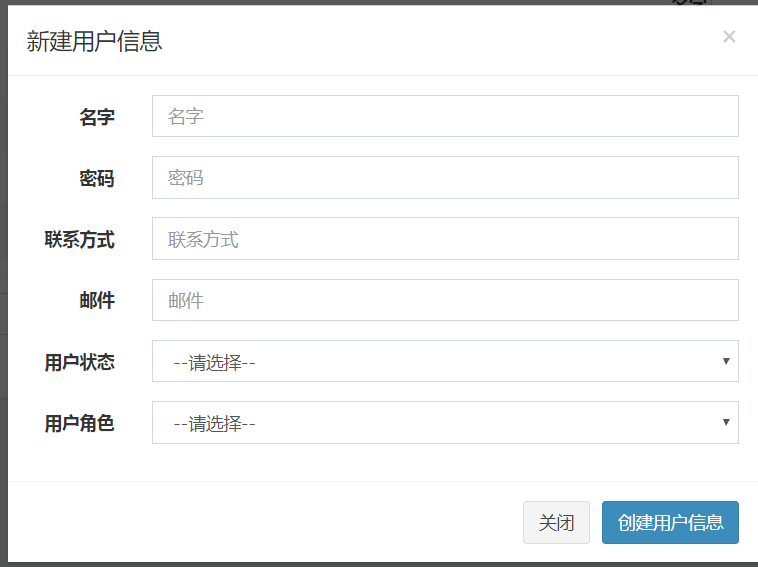 新建用户信息 ×
名字 名字
密码 密码
联系方式 联系方式
邮件 邮件
用户状态 --请选择--
用户角色 --请选择--
关闭 创建用户信息